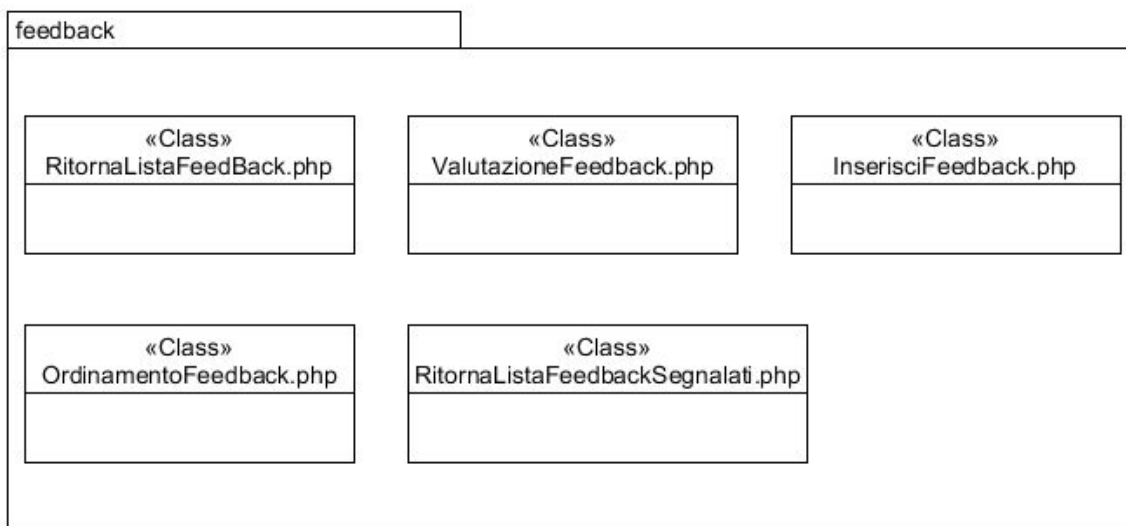 feedback
«Class»
RitornaListaFeedBack.php
«Class»
ValutazioneFeedback.php
«Class»
InserisciFeedback.php
«Class»
OrdinamentoFeedback.php
«Class»
RitornaListaFeedbackSegnalati.php